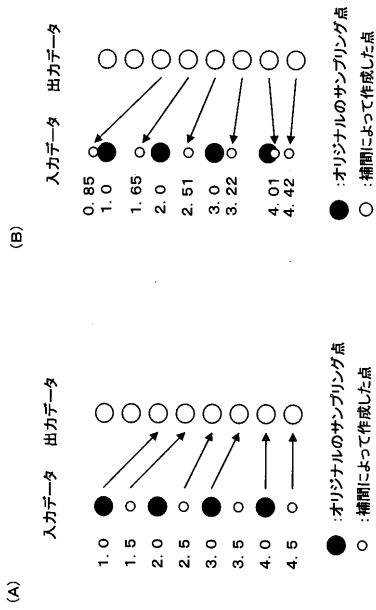 (A)
入力データ 出力データ
1. 0
1. 5
2. 0
2. 5
3. 0
3. 5
4. 0
4. 5
●:オリジナルのサンプリング点
○:補間によって作成した点
(B)
入力データ 出力データ
0. 85
1. 0
1. 65
2. 0
2. 51
3. 0
3. 22
4. 01
4. 42
●:オリジナルのサンプリング点
○:補間によって作成した点